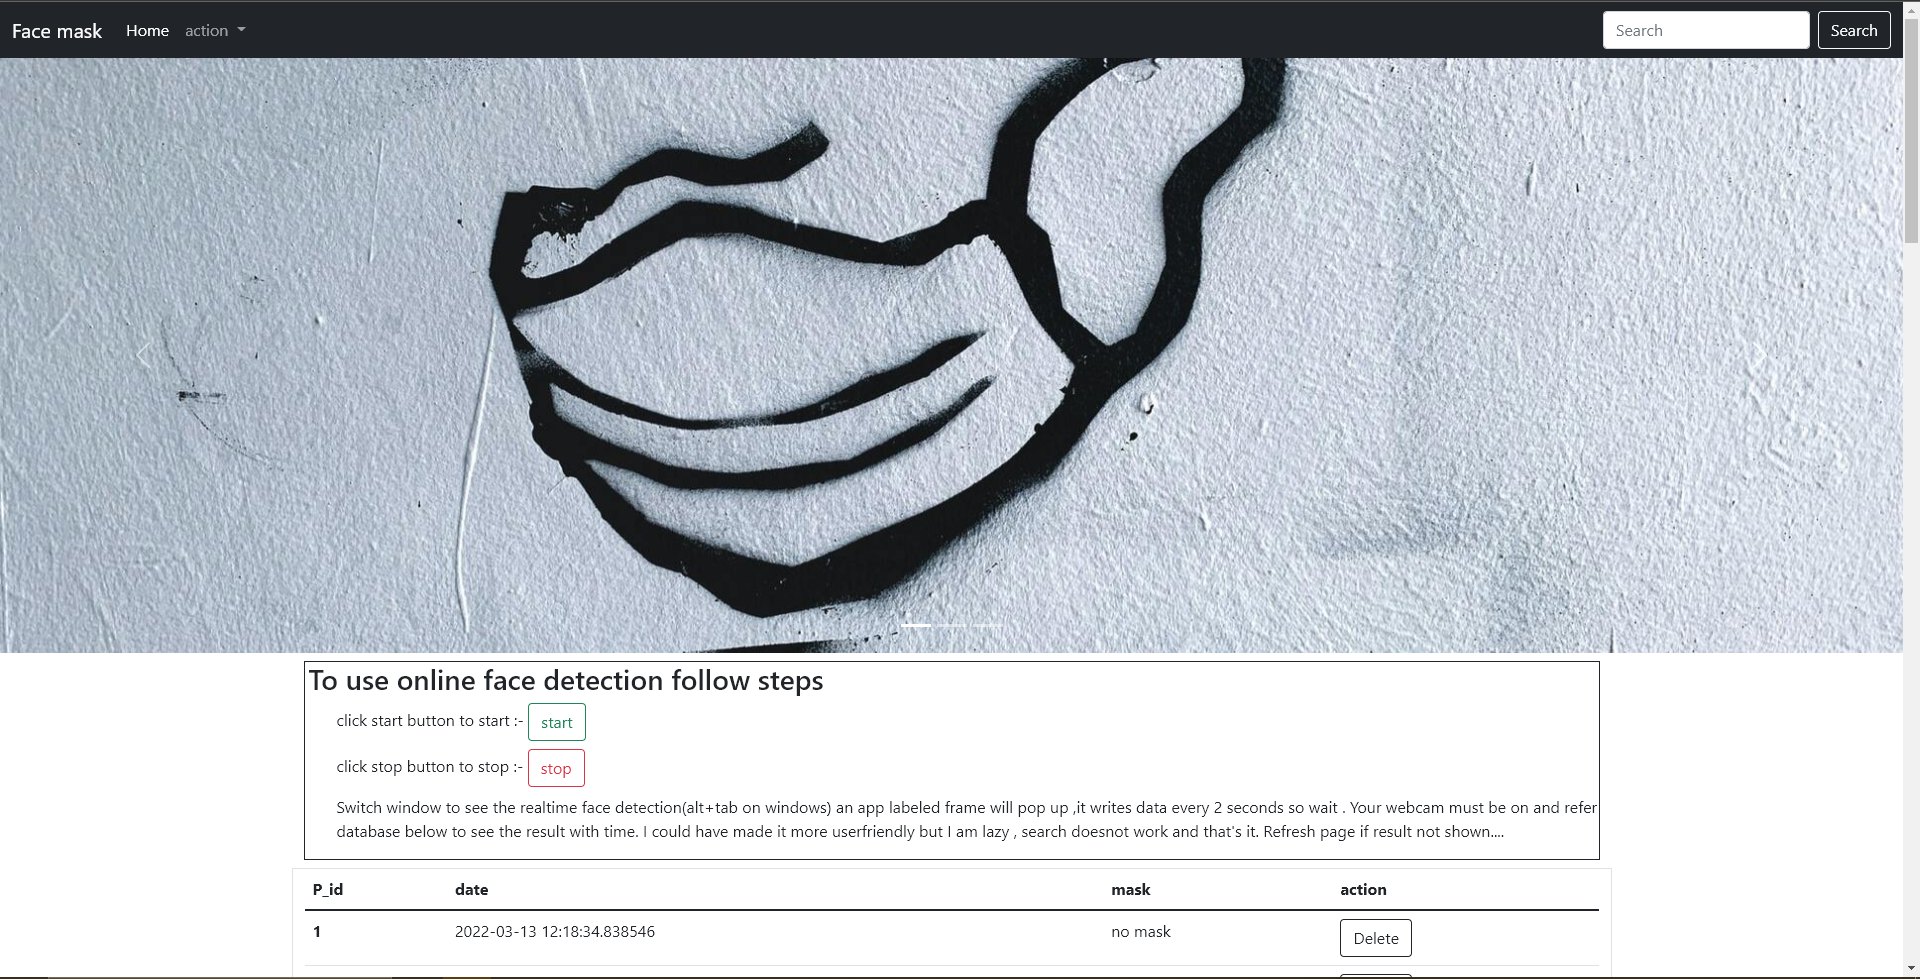 Face mask Home action Search Search
To use online face detection follow steps
click start button to start :- start
click stop button to stop :- stop
Switch window to see the realtime face detection(alt+tab on windows) an app labeled frame will pop up ,it writes data every 2 seconds so wait . Your webcam must be on and refer
database below to see the result with time. I could have made it more userfriendly but I am lazy , search doesnot work and that's it. Refresh page if result not shown....
P_id date mask action
1 2022-03-13 12:18:34.838546 no mask Delete